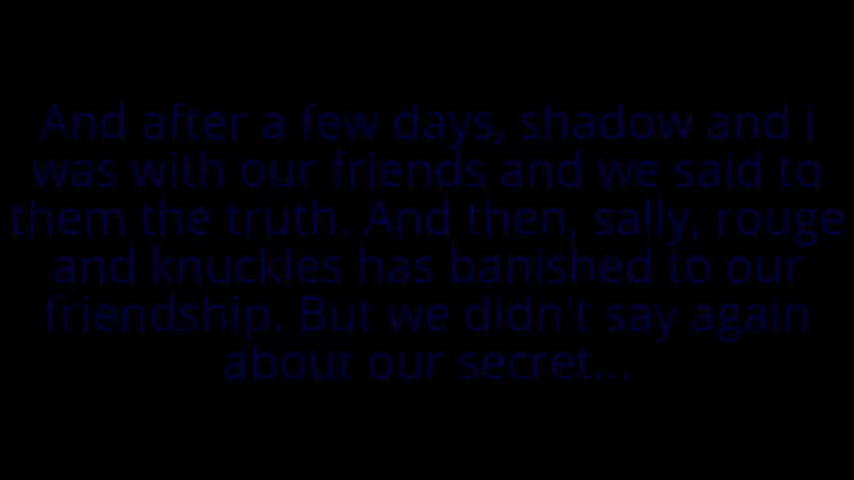 And after a few days, shadow and i
was with our friends and we said to
them the truth. And then, sally, rouge
and knuckles has banished to our
friendship. But we didn't say again
about our secret...